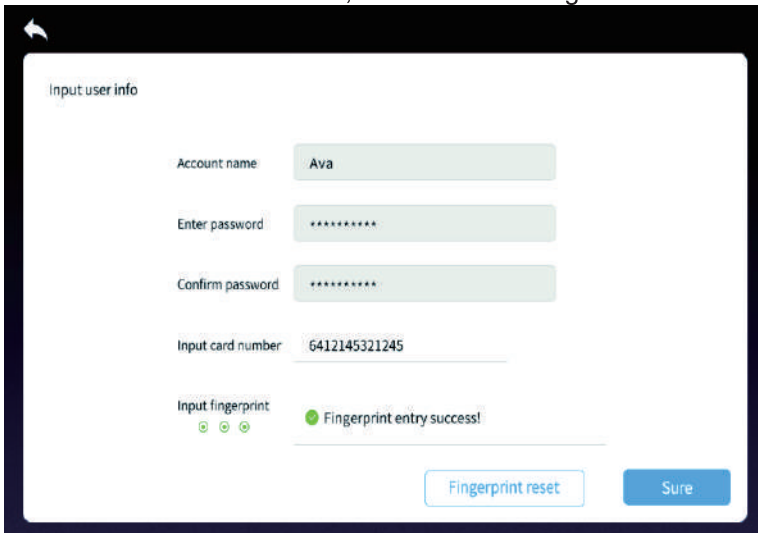 Input user info
Account name Ava
Enter password **********
Confirm password **********
Input card number 6412145321245
Input fingerprint Fingerprint entry success!
Fingerprint reset Sure